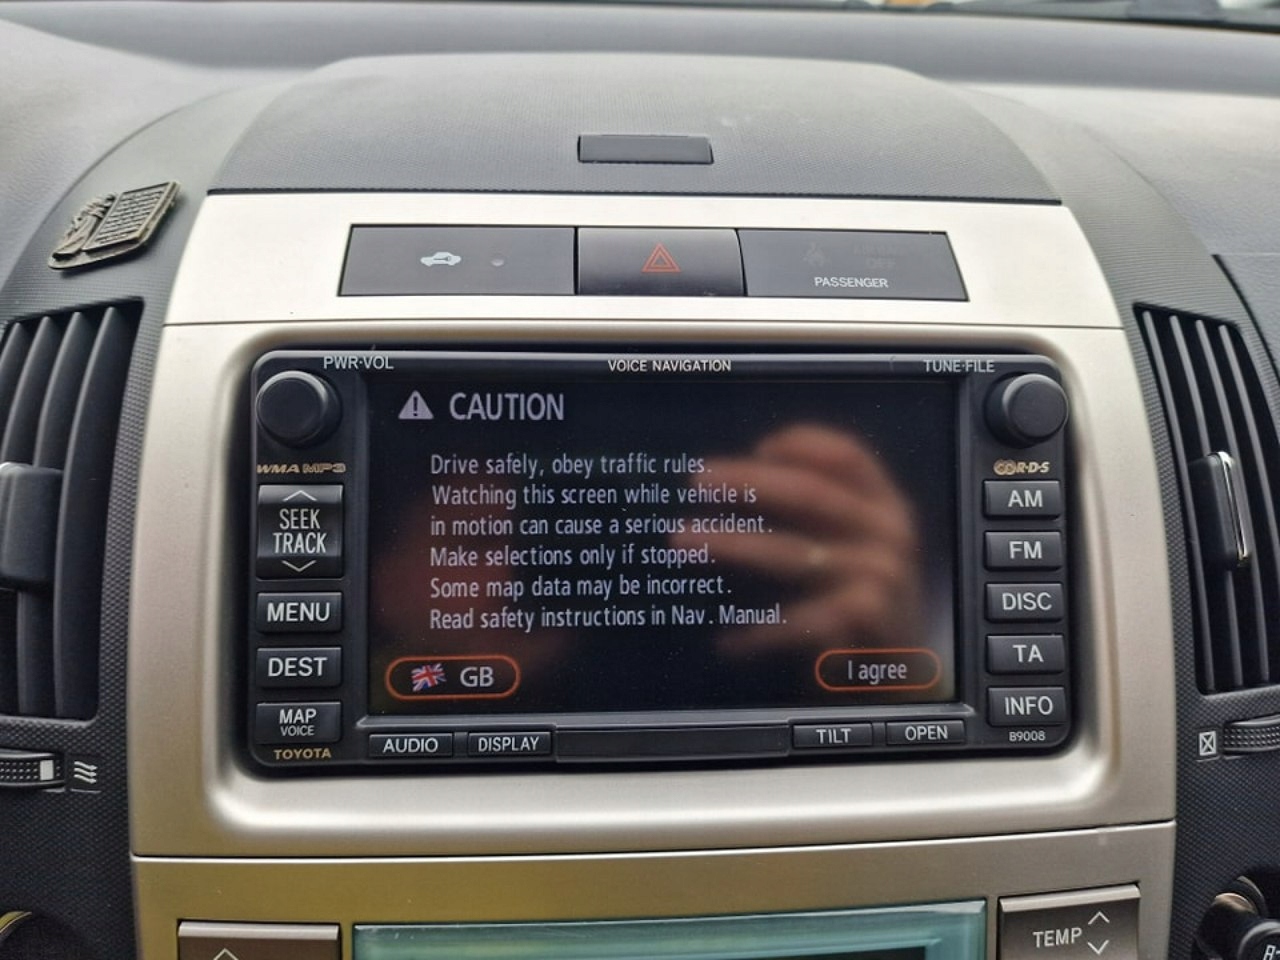 PASSENGER
PWR·VOL
VOICE NAVIGATION
TUNE·FILE
CAUTION
Drive safely, obey traffic rules.
Watching this screen while vehicle is
in motion can cause a serious accident.
Make selections only if stopped.
Some map data may be incorrect.
Read safety instructions in Nav. Manual.
GB
I agree
WMA MP3
SEEK
TRACK
MENU
DEST
MAP
VOICE
TOYOTA
R·D·S
AM
FM
DISC
TA
INFO
B9008
AUDIO
DISPLAY
TILT
OPEN
TEMP